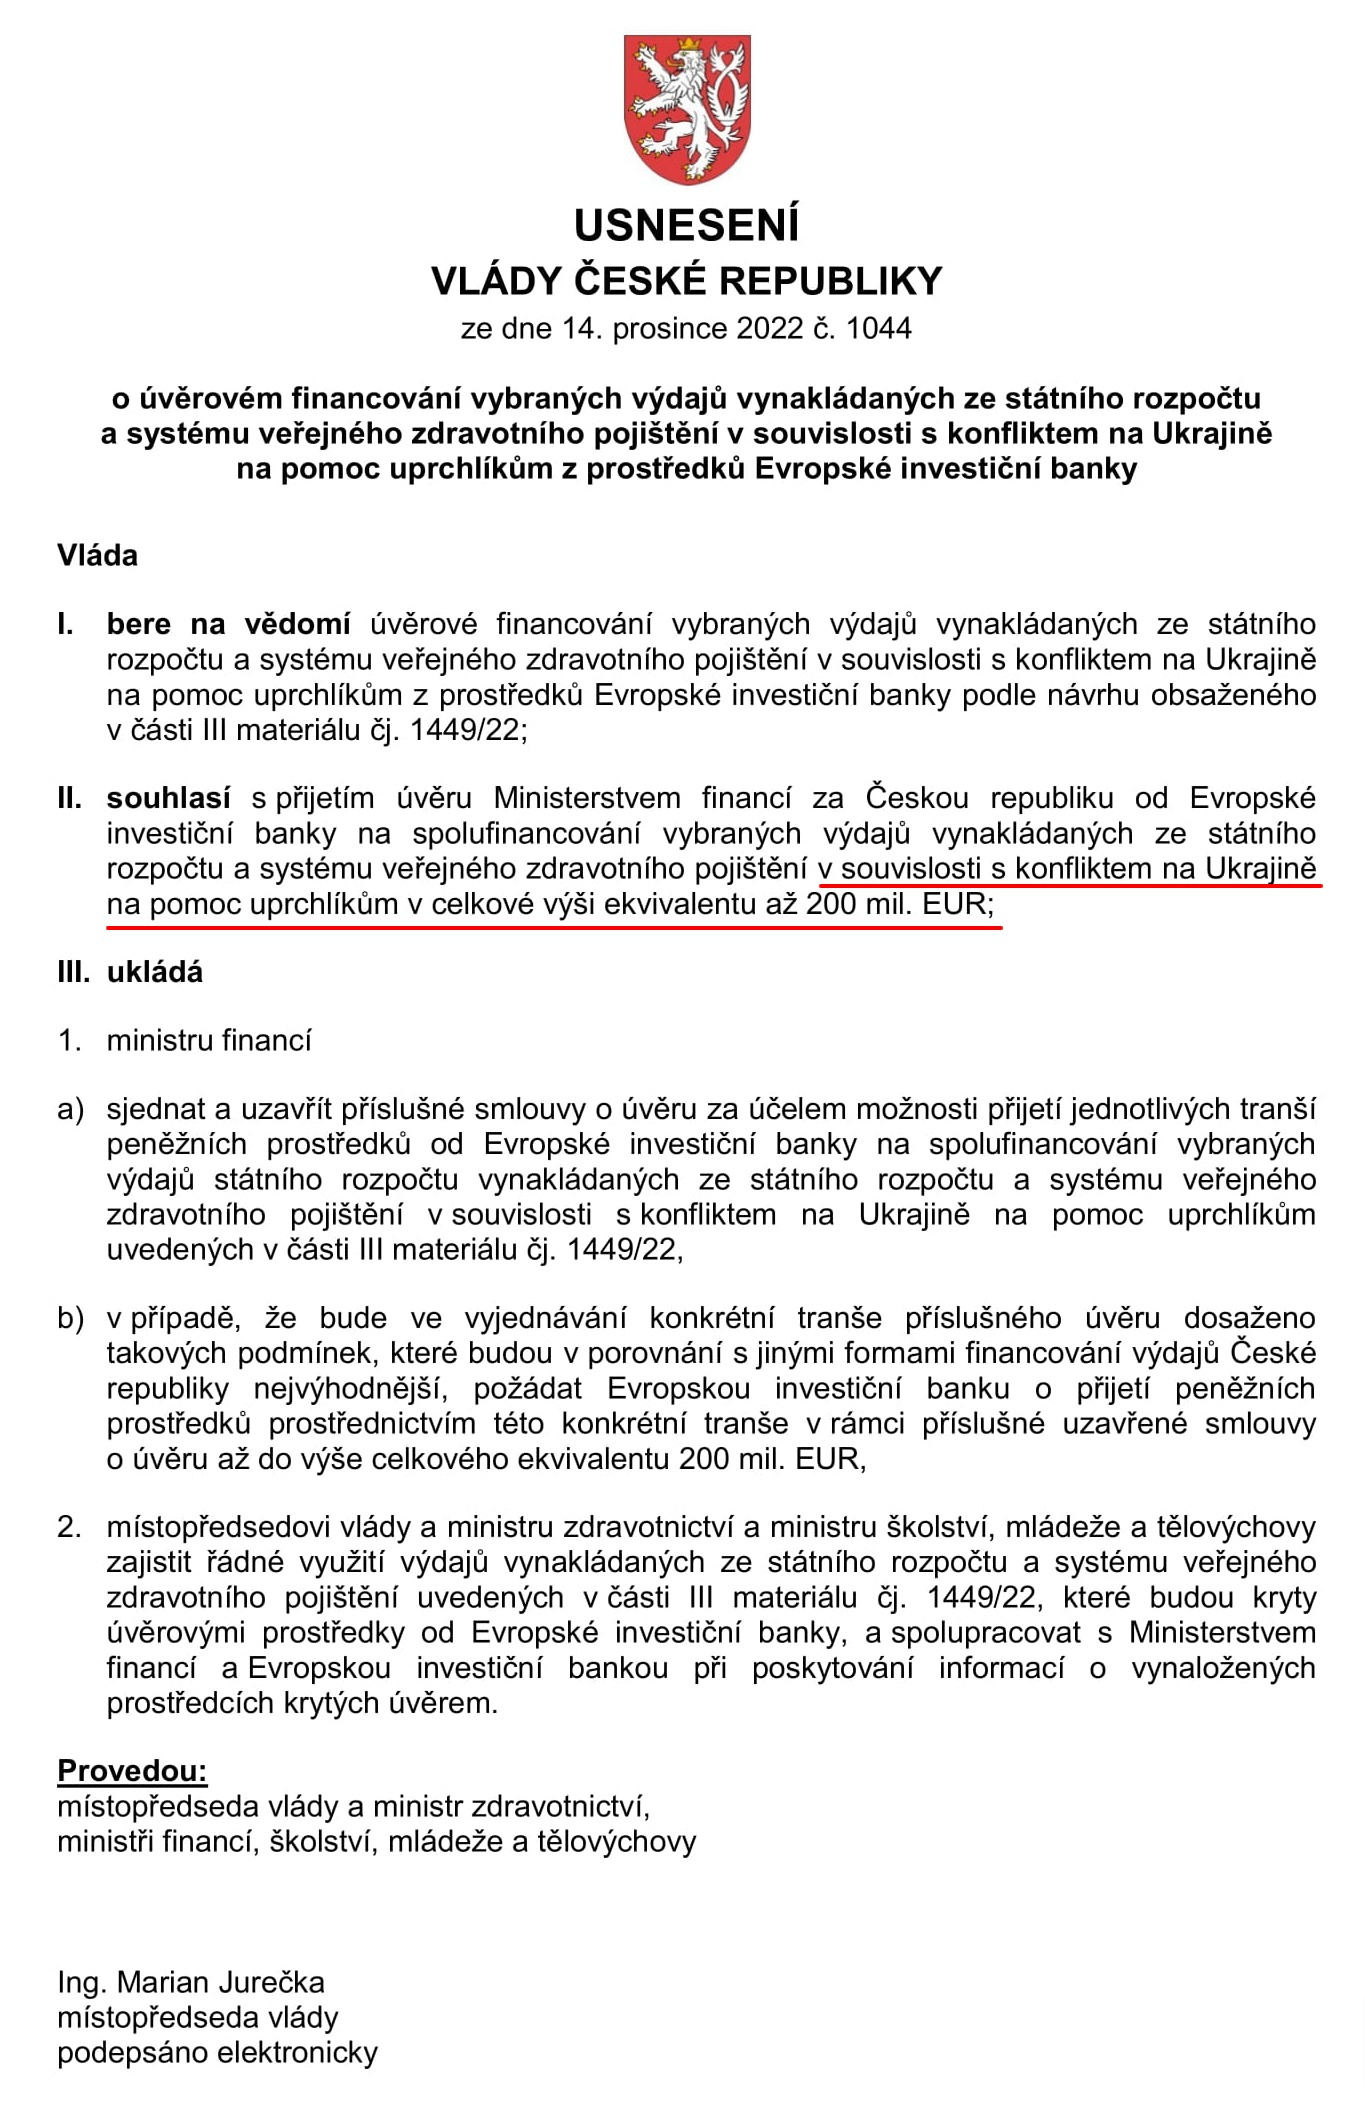 USNESENÍ
VLÁDY ČESKÉ REPUBLIKY
ze dne 14. prosince 2022 č. 1044
o úvěrovém financování vybraných výdajů vynakládaných ze státního rozpočtu
a systému veřejného zdravotního pojištění v souvislosti s konfliktem na Ukrajině
na pomoc uprchlíkům z prostředků Evropské investiční banky
Vláda
I. bere na vědomí úvěrové financování vybraných výdajů vynakládaných ze státního
rozpočtu a systému veřejného zdravotního pojištění v souvislosti s konfliktem na Ukrajině
na pomoc uprchlíkům z prostředků Evropské investiční banky podle návrhu obsaženého
v části III materiálu čj. 1449/22;
II. souhlasí s přijetím úvěru Ministerstvem financí za Českou republiku od Evropské
investiční banky na spolufinancování vybraných výdajů vynakládaných ze státního
rozpočtu a systému veřejného zdravotního pojištění v souvislosti s konfliktem na Ukrajině
na pomoc uprchlíkům v celkové výši ekvivalentu až 200 mil. EUR;
III. ukládá
1. ministru financí
a) sjednat a uzavřít příslušné smlouvy o úvěru za účelem možnosti přijetí jednotlivých tranší
peněžních prostředků od Evropské investiční banky na spolufinancování vybraných
výdajů státního rozpočtu vynakládaných ze státního rozpočtu a systému veřejného
zdravotního pojištění v souvislosti s konfliktem na Ukrajině na pomoc uprchlíkům
uvedených v části III materiálu čj. 1449/22,
b) v případě, že bude ve vyjednávání konkrétní tranše příslušného úvěru dosaženo
takových podmínek, které budou v porovnání s jinými formami financování výdajů České
republiky nejvýhodnější, požádat Evropskou investiční banku o přijetí peněžních
prostředků prostřednictvím této konkrétní tranše v rámci příslušné uzavřené smlouvy
o úvěru až do výše celkového ekvivalentu 200 mil. EUR,
2. místopředsedovi vlády a ministru zdravotnictví a ministru školství, mládeže a tělovýchovy
zajistit řádné využití výdajů vynakládaných ze státního rozpočtu a systému veřejného
zdravotního pojištění uvedených v části III materiálu čj. 1449/22, které budou kryty
úvěrovými prostředky od Evropské investiční banky, a spolupracovat s Ministerstvem
financí a Evropskou investiční bankou při poskytování informací o vynaložených
prostředcích krytých úvěrem.
Provedou:
místopředseda vlády a ministr zdravotnictví,
ministři financí, školství, mládeže a tělovýchovy
Ing. Marian Jurečka
místopředseda vlády
podepsáno elektronicky